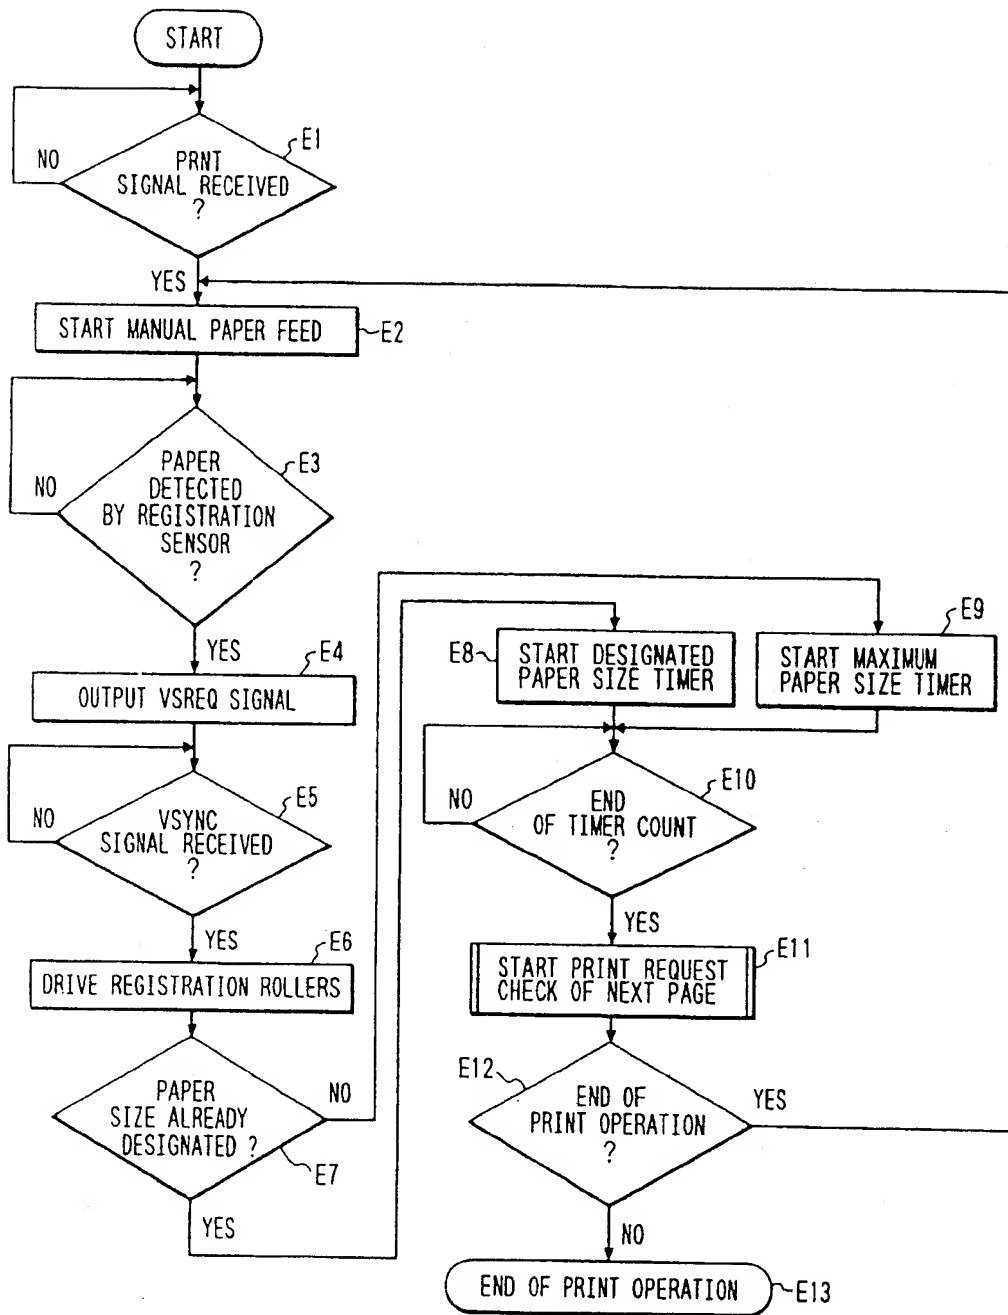 START
E1
NO
PRNT
SIGNAL RECEIVED
?
YES
START MANUAL PAPER FEED
E2
E3
NO
PAPER
DETECTED
BY REGISTRATION
SENSOR
?
YES
E4
OUTPUT VSREQ SIGNAL
E5
NO
VSYNC
SIGNAL RECEIVED
?
YES
E6
DRIVE REGISTRATION ROLLERS
PAPER
SIZE ALREADY
DESIGNATED ?
NO
E7
YES
E8
START DESIGNATED
PAPER SIZE TIMER
E9
START MAXIMUM
PAPER SIZE TIMER
E10
NO
END
OF TIMER COUNT
?
YES
E11
START PRINT REQUEST
CHECK OF NEXT PAGE
E12
END OF
PRINT OPERATION
?
YES
NO
END OF PRINT OPERATION
E13